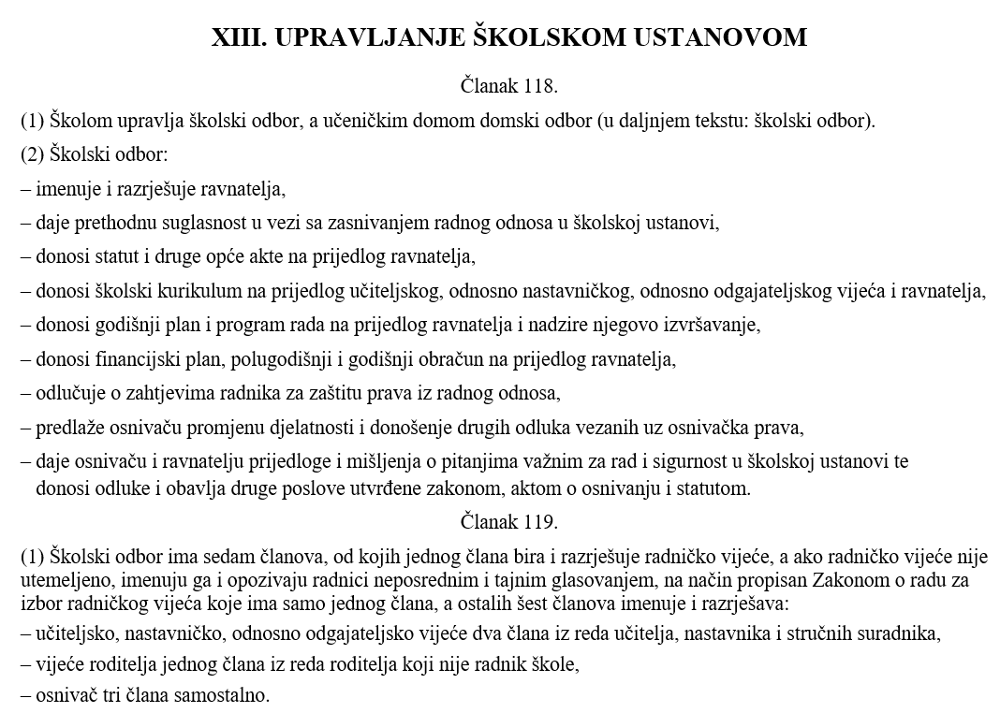 XIII. UPRAVLJANJE ŠKOLSKOM USTANOVOM
Članak 118.
(1) Školom upravlja školski odbor, a učeničkim domom domski odbor (u daljnjem tekstu: školski odbor).
(2) Školski odbor:
– imenuje i razrješuje ravnatelja,
– daje prethodnu suglasnost u vezi sa zasnivanjem radnog odnosa u školskoj ustanovi,
– donosi statut i druge opće akte na prijedlog ravnatelja,
– donosi školski kurikulum na prijedlog učiteljskog, odnosno nastavničkog, odnosno odgajateljskog vijeća i ravnatelja,
– donosi godišnji plan i program rada na prijedlog ravnatelja i nadzire njegovo izvršavanje,
– donosi financijski plan, polugodišnji i godišnji obračun na prijedlog ravnatelja,
– odlučuje o zahtjevima radnika za zaštitu prava iz radnog odnosa,
– predlaže osnivaču promjenu djelatnosti i donošenje drugih odluka vezanih uz osnivačka prava,
– daje osnivaču i ravnatelju prijedloge i mišljenja o pitanjima važnim za rad i sigurnost u školskoj ustanovi te
donosi odluke i obavlja druge poslove utvrđene zakonom, aktom o osnivanju i statutom.
Članak 119.
(1) Školski odbor ima sedam članova, od kojih jednog člana bira i razrješuje radničko vijeće, a ako radničko vijeće nije
utemeljeno, imenuju ga i opozivaju radnici neposrednim i tajnim glasovanjem, na način propisan Zakonom o radu za
izbor radničkog vijeća koje ima samo jednog člana, a ostalih šest članova imenuje i razrješava:
– učiteljsko, nastavničko, odnosno odgajateljsko vijeće dva člana iz reda učitelja, nastavnika i stručnih suradnika,
– vijeće roditelja jednog člana iz reda roditelja koji nije radnik škole,
– osnivač tri člana samostalno.